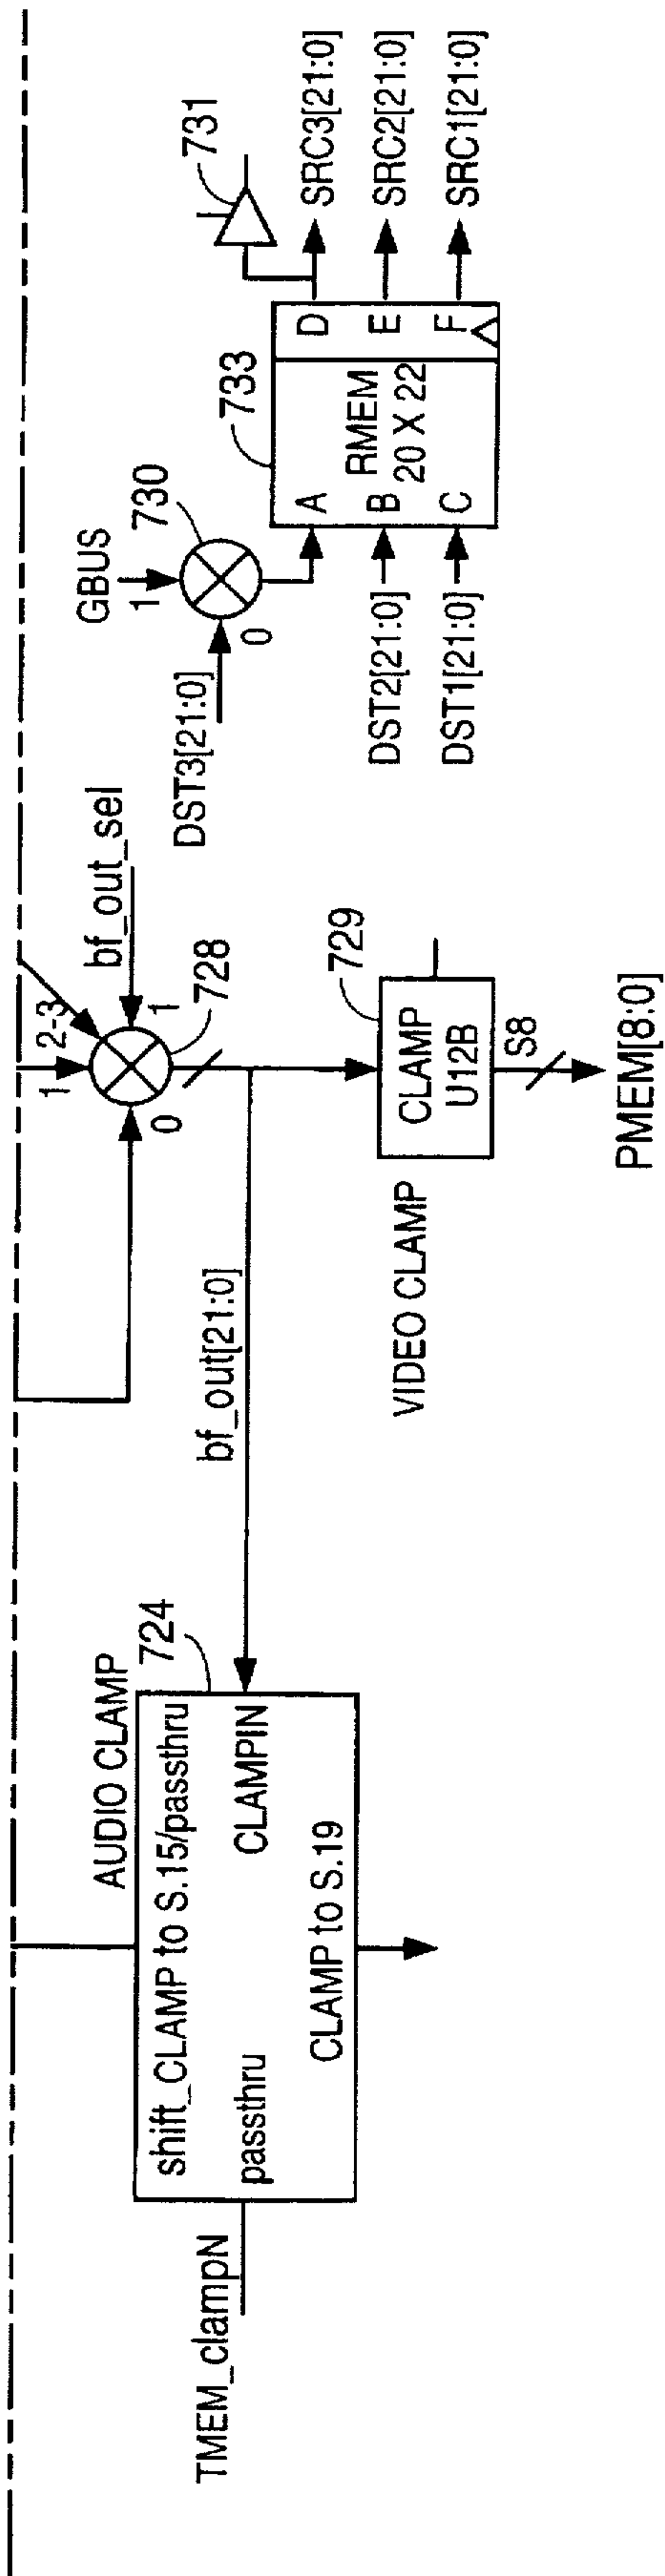 TMEM_clampN
AUDIO CLAMP
724
shift_CLAMP to S.15/passthru
passthru
CLAMPIN
CLAMP to S.19
bf_out[21:0]
1
2-3
bf_out_sel
1
0
728
729
CLAMP
U12B
VIDEO CLAMP
S8
PMEM[8:0]
GBUS
1
730
DST3[21:0]
0
DST2[21:0]
DST1[21:0]
733
A
B
C
RMEM
20 X 22
D
E
F
731
SRC3[21:0]
SRC2[21:0]
SRC1[21:0]